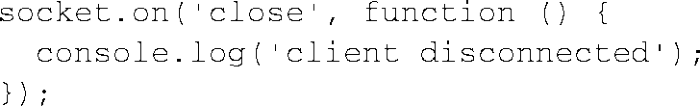 socket.on('close', function () {
  console.log('client disconnected');
});